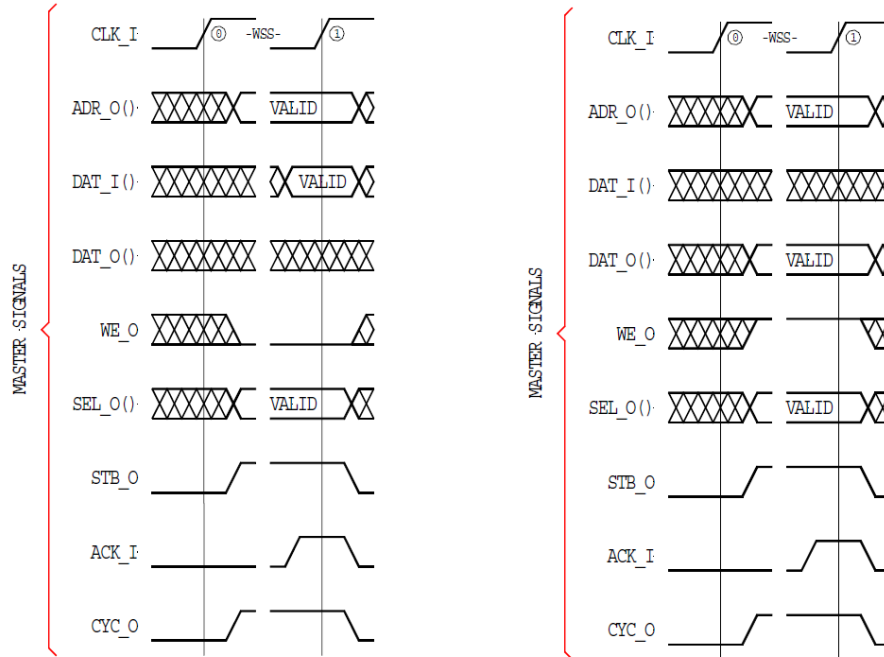 MASTER SIGNALS
CLK_I
0 -WSS- 1
ADR_O()
VALID
DAT_I()
VALID
DAT_O()
WE_O
SEL_O()
VALID
STB_O
ACK_I
CYC_O
MASTER SIGNALS
CLK_I
0 -WSS- 1
ADR_O()
VALID
DAT_I()
DAT_O()
VALID
WE_O
SEL_O()
VALID
STB_O
ACK_I
CYC_O